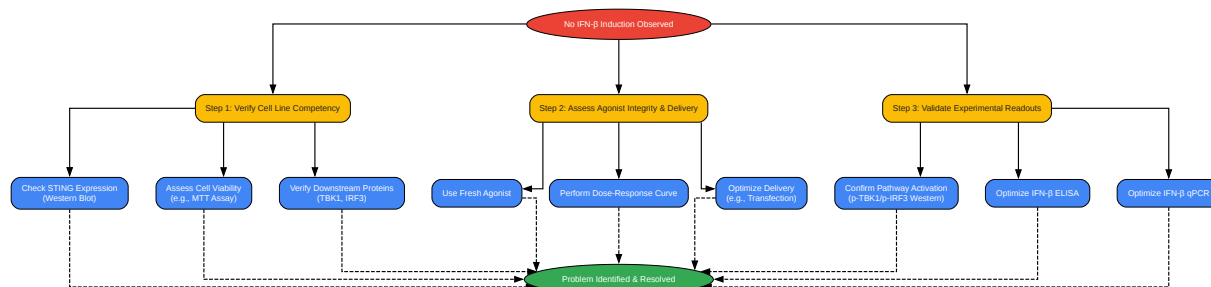 No IFN-β Induction Observed
Step 1: Verify Cell Line Competency
Step 2: Assess Agonist Integrity & Delivery
Step 3: Validate Experimental Readouts
Check STING Expression
(Western Blot)
Assess Cell Viability
(e.g., MTT Assay)
Verify Downstream Proteins
(TBK1, IRF3)
Use Fresh Agonist
Perform Dose-Response Curve
Optimize Delivery
(e.g., Transfection)
Confirm Pathway Activation
(p-TBK1/p-IRF3 Western)
Optimize IFN-β ELISA
Optimize IFN-β qPCR
Problem Identified & Resolved